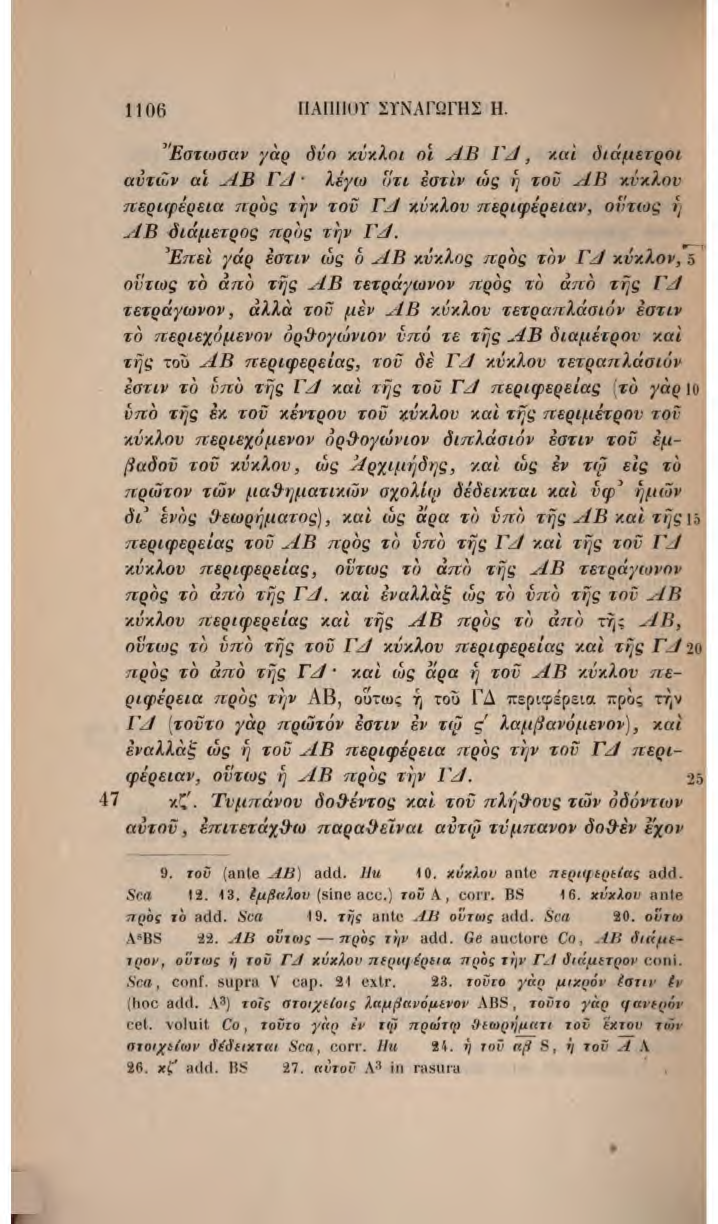 1106 ΠΑΠΠΟΥ ΣΥΝΑΓΩΓΗΣ Η.
Ἔστωσαν γὰρ δύο κύκλοι οἱ ΑΒ ΓΔ, καὶ διάμετροι
αὐτῶν αἱ ΑΒ ΓΔ· λέγω ὅτι ἐστὶν ὡς ἡ τοῦ ΑΒ κύκλου
περιφέρεια πρὸς τὴν τοῦ ΓΔ κύκλου περιφέρειαν, οὕτως ἡ
ΑΒ διάμετρος πρὸς τὴν ΓΔ.
Ἐπεὶ γάρ ἐστιν ὡς ὁ ΑΒ κύκλος πρὸς τὸν ΓΔ κύκλον, 5
οὕτως τὸ ἀπὸ τῆς ΑΒ τετράγωνον πρὸς τὸ ἀπὸ τῆς ΓΔ
τετράγωνον, ἀλλὰ τοῦ μὲν ΑΒ κύκλου τετραπλάσιόν ἐστιν
τὸ περιεχόμενον ὀρθογώνιον ὑπό τε τῆς ΑΒ διαμέτρου καὶ
τῆς τοῦ ΑΒ περιφερείας, τοῦ δὲ ΓΔ κύκλου τετραπλάσιόν
ἐστιν τὸ ὑπὸ τῆς ΓΔ καὶ τῆς τοῦ ΓΔ περιφερείας (τὸ γὰρ 10
ὑπὸ τῆς ἐκ τοῦ κέντρου τοῦ κύκλου καὶ τῆς περιμέτρου τοῦ
κύκλου περιεχόμενον ὀρθογώνιον διπλάσιόν ἐστιν τοῦ ἐμ-
βαδοῦ τοῦ κύκλου, ὡς Ἀρχιμήδης, καὶ ὡς ἐν τῷ εἰς τὸ
πρῶτον τῶν μαθηματικῶν σχολίῳ δέδεικται καὶ ὑφ’ ἡμῶν
δι’ ἑνὸς θεωρήματος), καὶ ὡς ἄρα τὸ ὑπὸ τῆς ΑΒ καὶ τῆς 15
περιφερείας τοῦ ΑΒ πρὸς τὸ ὑπὸ τῆς ΓΔ καὶ τῆς τοῦ ΓΔ
κύκλου περιφερείας, οὕτως τὸ ἀπὸ τῆς ΑΒ τετράγωνον
πρὸς τὸ ἀπὸ τῆς ΓΔ. καὶ ἐναλλὰξ ὡς τὸ ὑπὸ τῆς τοῦ ΑΒ
κύκλου περιφερείας καὶ τῆς ΑΒ πρὸς τὸ ἀπὸ τῆς ΑΒ,
οὕτως τὸ ὑπὸ τῆς τοῦ ΓΔ κύκλου περιφερείας καὶ τῆς ΓΔ 20
πρὸς τὸ ἀπὸ τῆς ΓΔ· καὶ ὡς ἄρα ἡ τοῦ ΑΒ κύκλου πε-
ριφέρεια πρὸς τὴν ΑΒ, οὕτως ἡ τοῦ ΓΔ περιφέρεια πρὸς τὴν
ΓΔ (τοῦτο γὰρ πρῶτόν ἐστιν ἐν τῷ ϛʹ λαμβανόμενον), καὶ
ἐναλλὰξ ὡς ἡ τοῦ ΑΒ περιφέρεια πρὸς τὴν τοῦ ΓΔ περι-
φέρειαν, οὕτως ἡ ΑΒ πρὸς τὴν ΓΔ. 25
47 κζʹ. Τυμπάνου δοθέντος καὶ τοῦ πλήθους τῶν ὀδόντων
αὐτοῦ, ἐπιτετάχθω παραθεῖναι αὐτῷ τύμπανον δοθὲν ἔχον
9. τοῦ (ante ΑΒ) add. Hu 10. κύκλου ante περιφερείας add.
Sca 12. 13. ἐμβαλου (sine acc.) τοῦ A, corr. BS 16. κύκλου ante
πρὸς τὸ add. Sca 19. τῆς ante ΑΒ οὕτως add. Sca 20. οὕτω
AˢBS 22. ΑΒ οὕτως — πρὸς τὴν add. Ge auctore Co, ΑΒ διάμε-
τρον, οὕτως ἡ τοῦ ΓΔ κύκλου περιφέρεια πρὸς τὴν ΓΔ διάμετρον coni.
Sca, conf. supra V cap. 21 extr. 23. τοῦτο γὰρ μικρόν ἐστιν ἐν
(hoc add. A³) τοῖς στοιχείοις λαμβανόμενον ABS, τοῦτο γὰρ φανερόν
cet. voluit Co, τοῦτο γὰρ ἐν τῷ πρώτῳ θεωρήματι τοῦ ἕκτου τῶν
στοιχείων δέδεικται Sca, corr. Hu 24. ἡ τοῦ α̅β̅ S, ἡ τοῦ Α̅ A
26. κζʹ add. BS 27. αὐτοῦ A³ in rasura